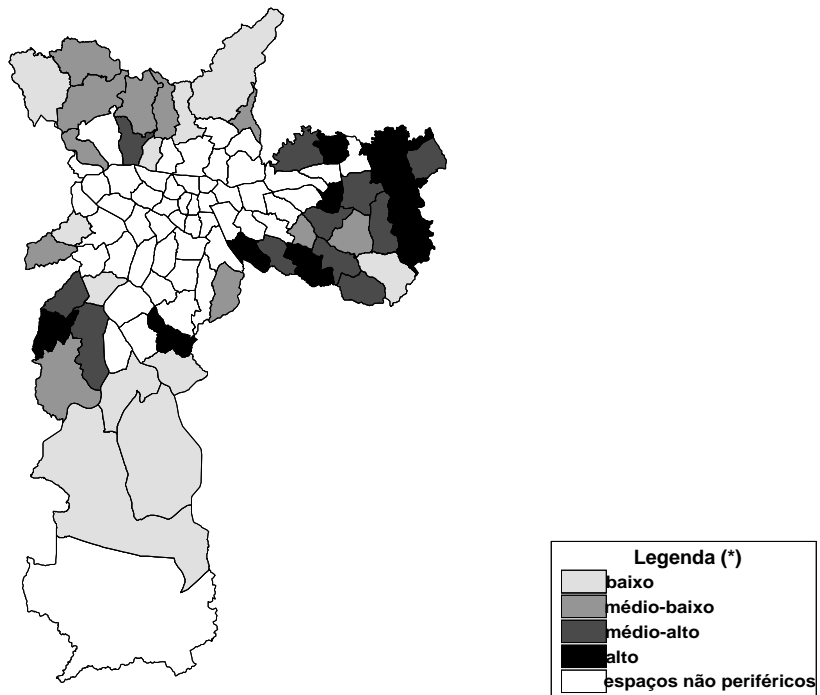 Legenda (*)
baixo
médio-baixo
médio-alto
alto
espaços não periféricos